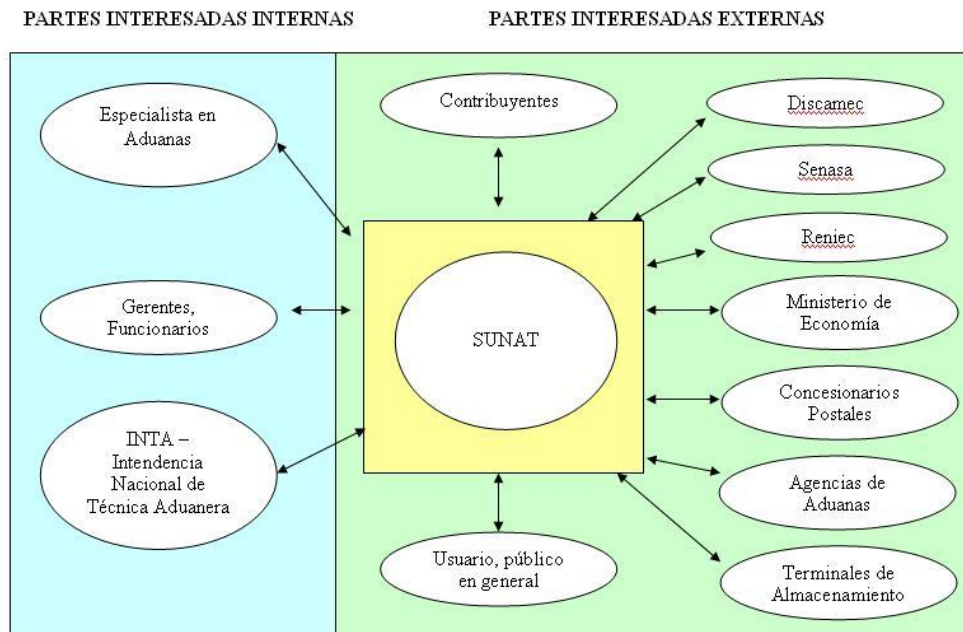 PARTES INTERESADAS INTERNAS
PARTES INTERESADAS EXTERNAS
Especialista en
Aduanas
Gerentes,
Funcionarios
INTA –
Intendencia
Nacional de
Técnica Aduanera
Contribuyentes
SUNAT
Usuario, público
en general
Discamec
Senasa
Reniec
Ministerio de
Economía
Concesionarios
Postales
Agencias de
Aduanas
Terminales de
Almacenamiento